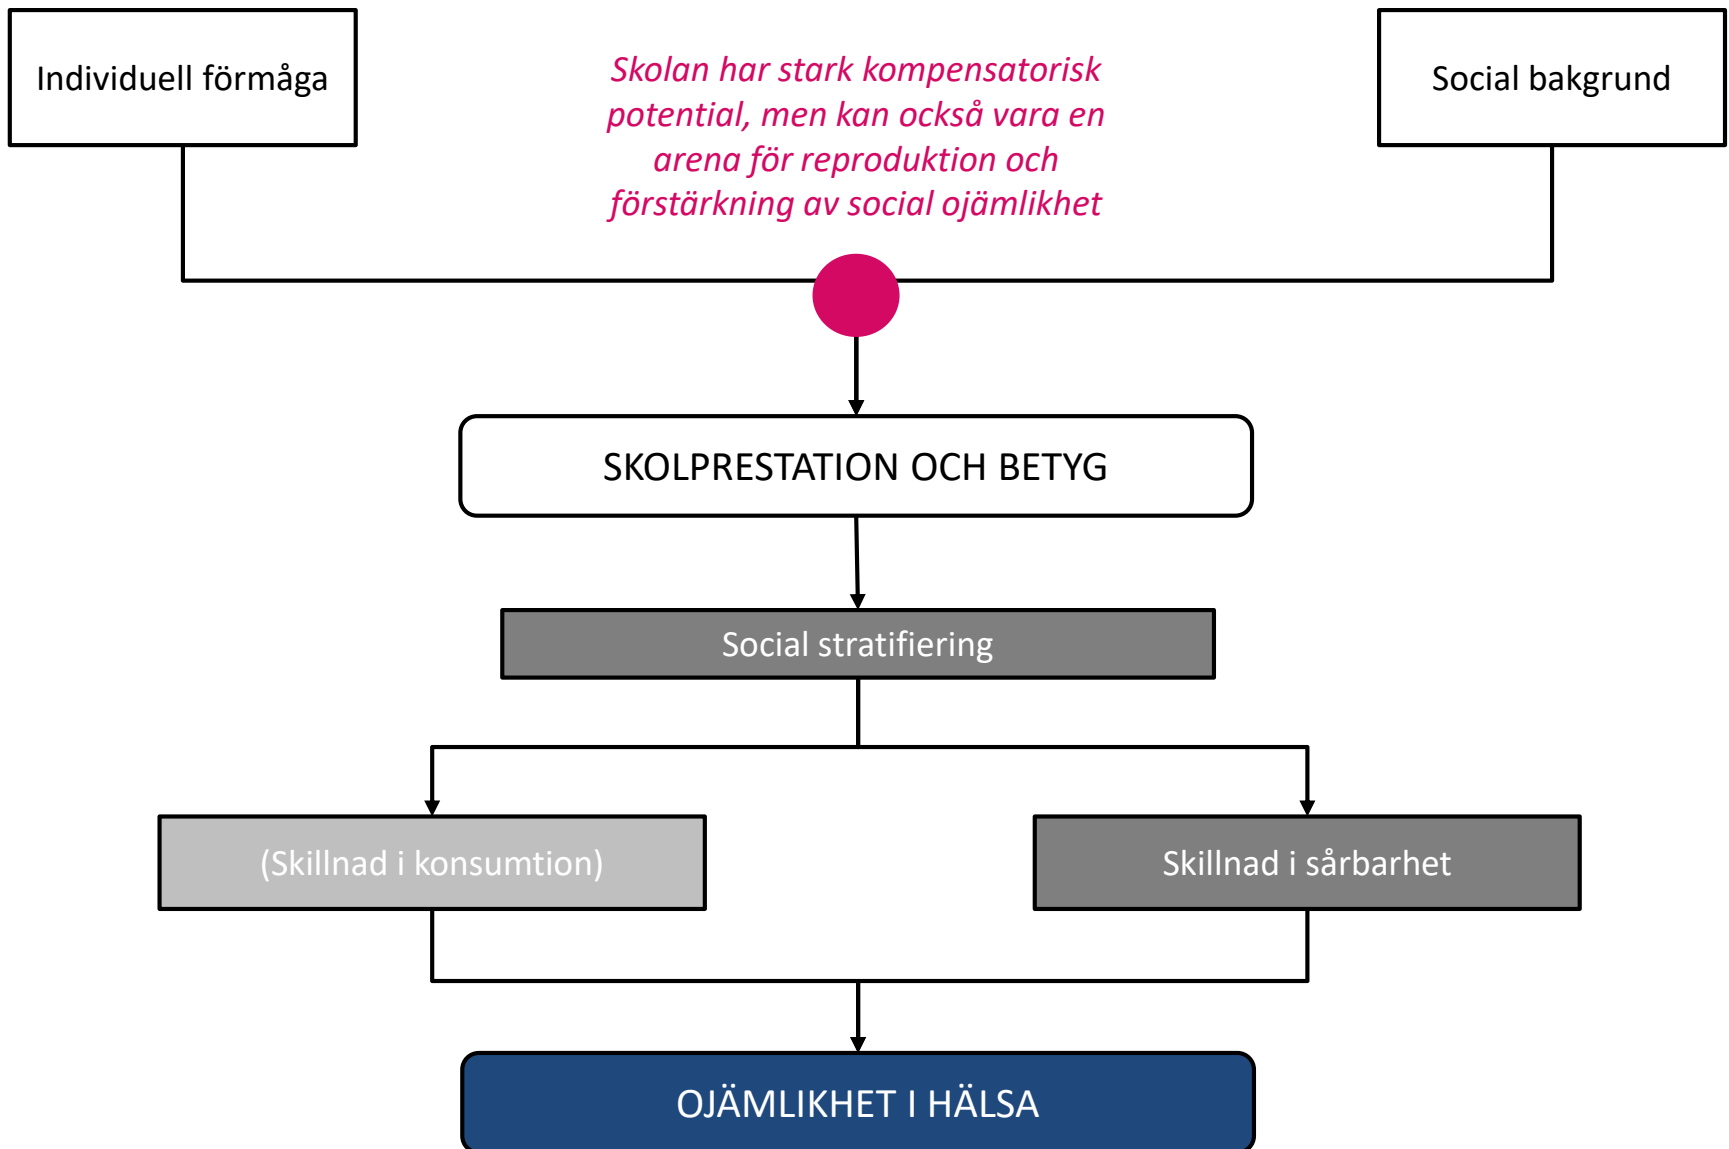 Individuell förmåga
Skolan har stark kompensatorisk
potential, men kan också vara en
arena för reproduktion och
förstärkning av social ojämlikhet
Social bakgrund
SKOLPRESTATION OCH BETYG
Social stratifiering
(Skillnad i konsumtion)
Skillnad i sårbarhet
OJÄMLIKHET I HÄLSA